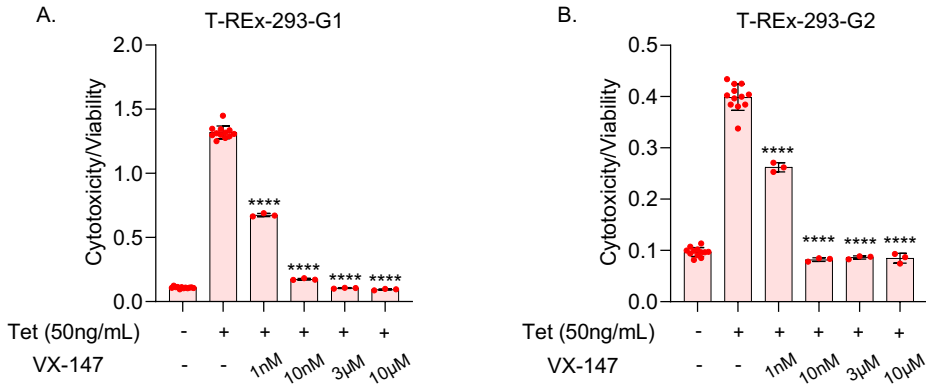 A.
T-REx-293-G1
Cytotoxicity/Viability
2.0
1.5
1.0
0.5
0.0
****
****
****
****
Tet (50ng/mL) - + + + + +
VX-147 - - 1nM 10nM 3µM 10µM
B.
T-REx-293-G2
Cytotoxicity/Viability
0.5
0.4
0.3
0.2
0.1
0.0
****
****
****
****
Tet (50ng/mL) - + + + + +
VX-147 - - 1nM 10nM 3µM 10µM